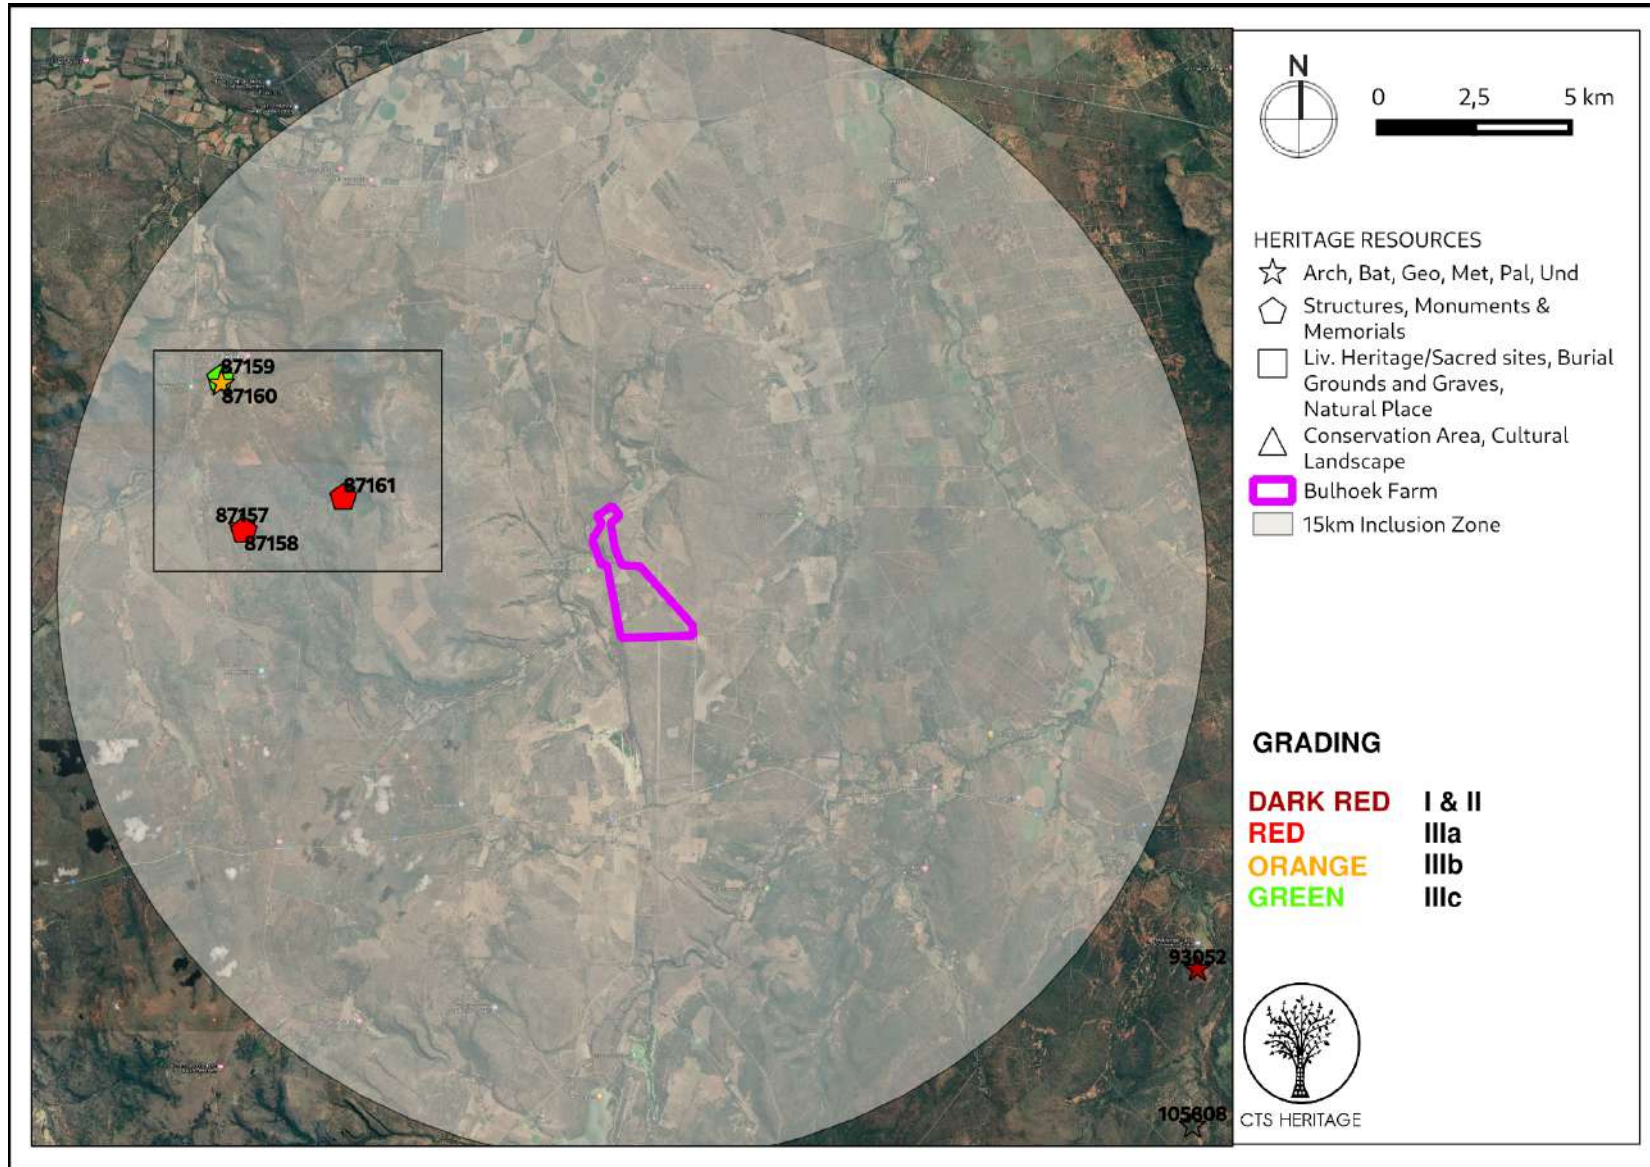 87159
87160
87161
87157
87158
93052
105808
N
0 2,5 5 km
HERITAGE RESOURCES
Arch, Bat, Geo, Met, Pal, Und
Structures, Monuments &
Memorials
Liv. Heritage/Sacred sites, Burial
Grounds and Graves,
Natural Place
Conservation Area, Cultural
Landscape
Bulhoek Farm
15km Inclusion Zone
GRADING
DARK RED I & II
RED IIIa
ORANGE IIIb
GREEN IIIc
CTS HERITAGE